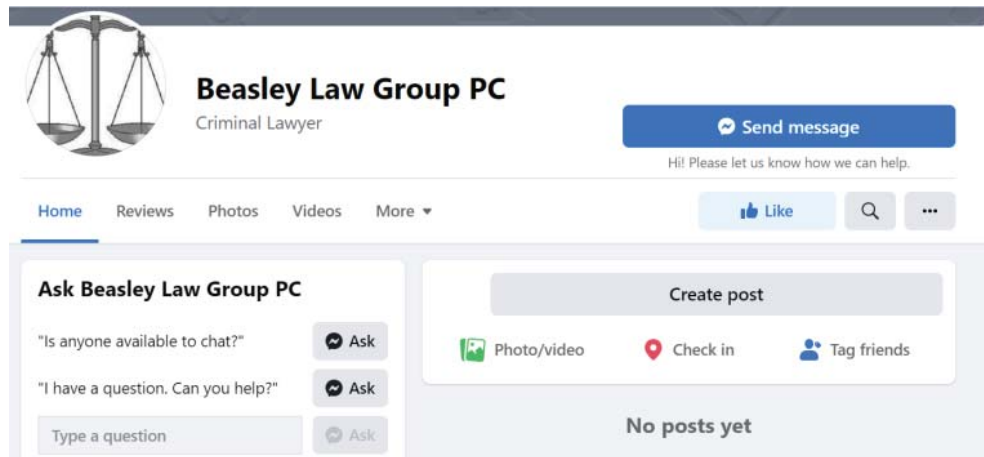 Beasley Law Group PC
Criminal Lawyer
Send message
Hi! Please let us know how we can help.
Home Reviews Photos Videos More
Like
Ask Beasley Law Group PC
"Is anyone available to chat?" Ask
"I have a question. Can you help?" Ask
Type a question Ask
Create post
Photo/video Check in Tag friends
No posts yet